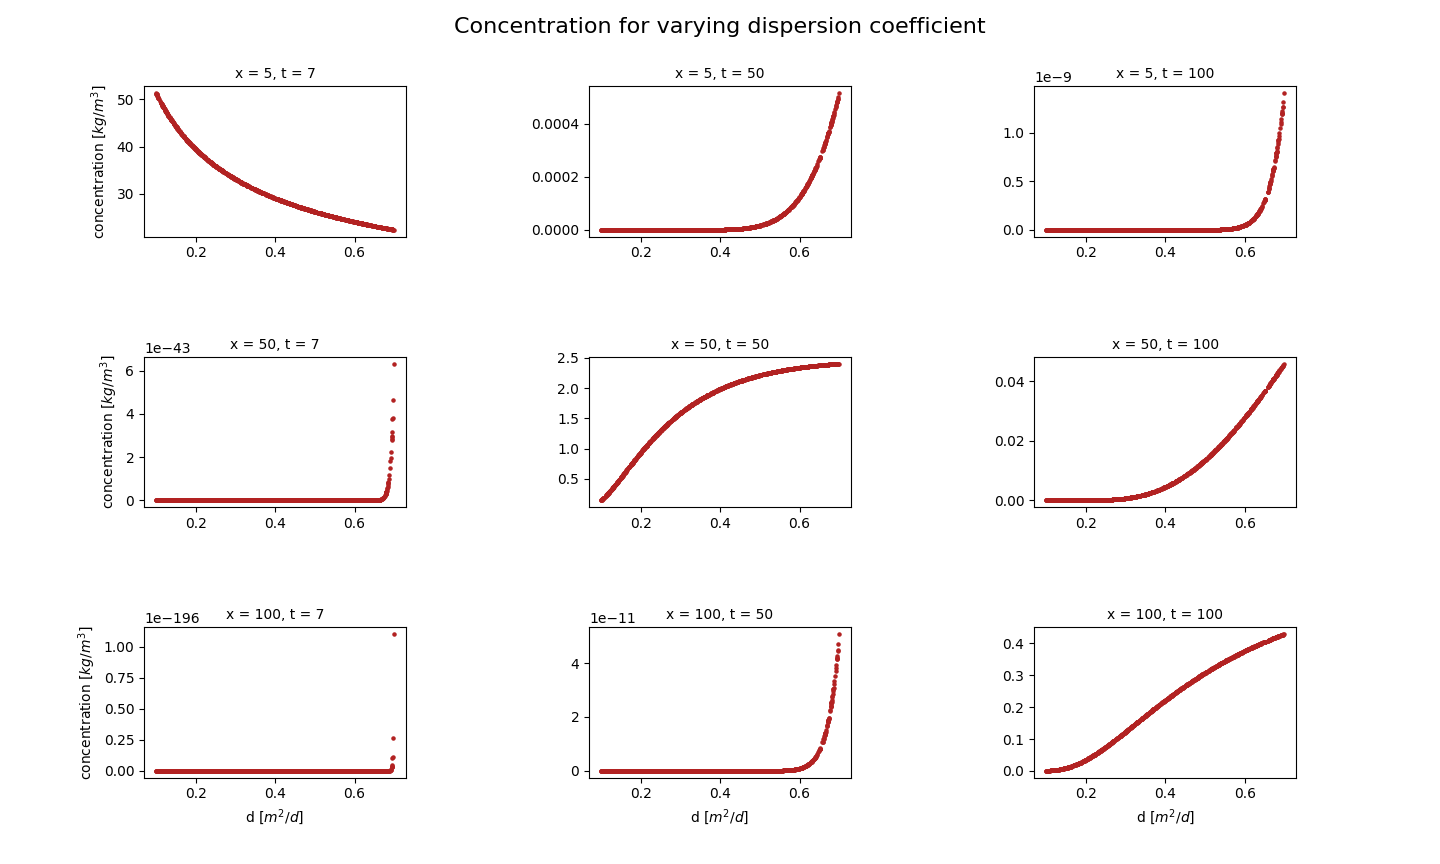 Concentration for varying dispersion coefficient
x = 5, t = 7
concentration [kg/m³]
50
40
30
0.2 0.4 0.6
x = 5, t = 50
0.0004
0.0002
0.0000
0.2 0.4 0.6
1e−9
x = 5, t = 100
1.0
0.5
0.0
0.2 0.4 0.6
1e−43
x = 50, t = 7
concentration [kg/m³]
6
4
2
0
0.2 0.4 0.6
x = 50, t = 50
2.5
2.0
1.5
1.0
0.5
0.2 0.4 0.6
x = 50, t = 100
0.04
0.02
0.00
0.2 0.4 0.6
1e−196
x = 100, t = 7
concentration [kg/m³]
1.00
0.75
0.50
0.25
0.00
0.2 0.4 0.6
d [m²/d]
1e−11
x = 100, t = 50
4
2
0
0.2 0.4 0.6
d [m²/d]
x = 100, t = 100
0.4
0.3
0.2
0.1
0.0
0.2 0.4 0.6
d [m²/d]